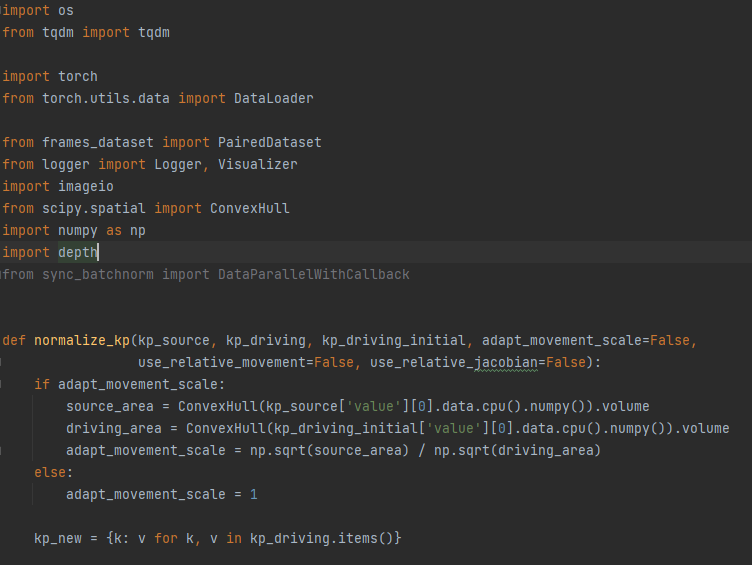 import os
from tqdm import tqdm
import torch
from torch.utils.data import DataLoader
from frames_dataset import PairedDataset
from logger import Logger, Visualizer
import imageio
from scipy.spatial import ConvexHull
import numpy as np
import depth
from sync_batchnorm import DataParallelWithCallback
def normalize_kp(kp_source, kp_driving, kp_driving_initial, adapt_movement_scale=False,
                 use_relative_movement=False, use_relative_jacobian=False):
    if adapt_movement_scale:
        source_area = ConvexHull(kp_source['value'][0].data.cpu().numpy()).volume
        driving_area = ConvexHull(kp_driving_initial['value'][0].data.cpu().numpy()).volume
        adapt_movement_scale = np.sqrt(source_area) / np.sqrt(driving_area)
    else:
        adapt_movement_scale = 1
    kp_new = {k: v for k, v in kp_driving.items()}